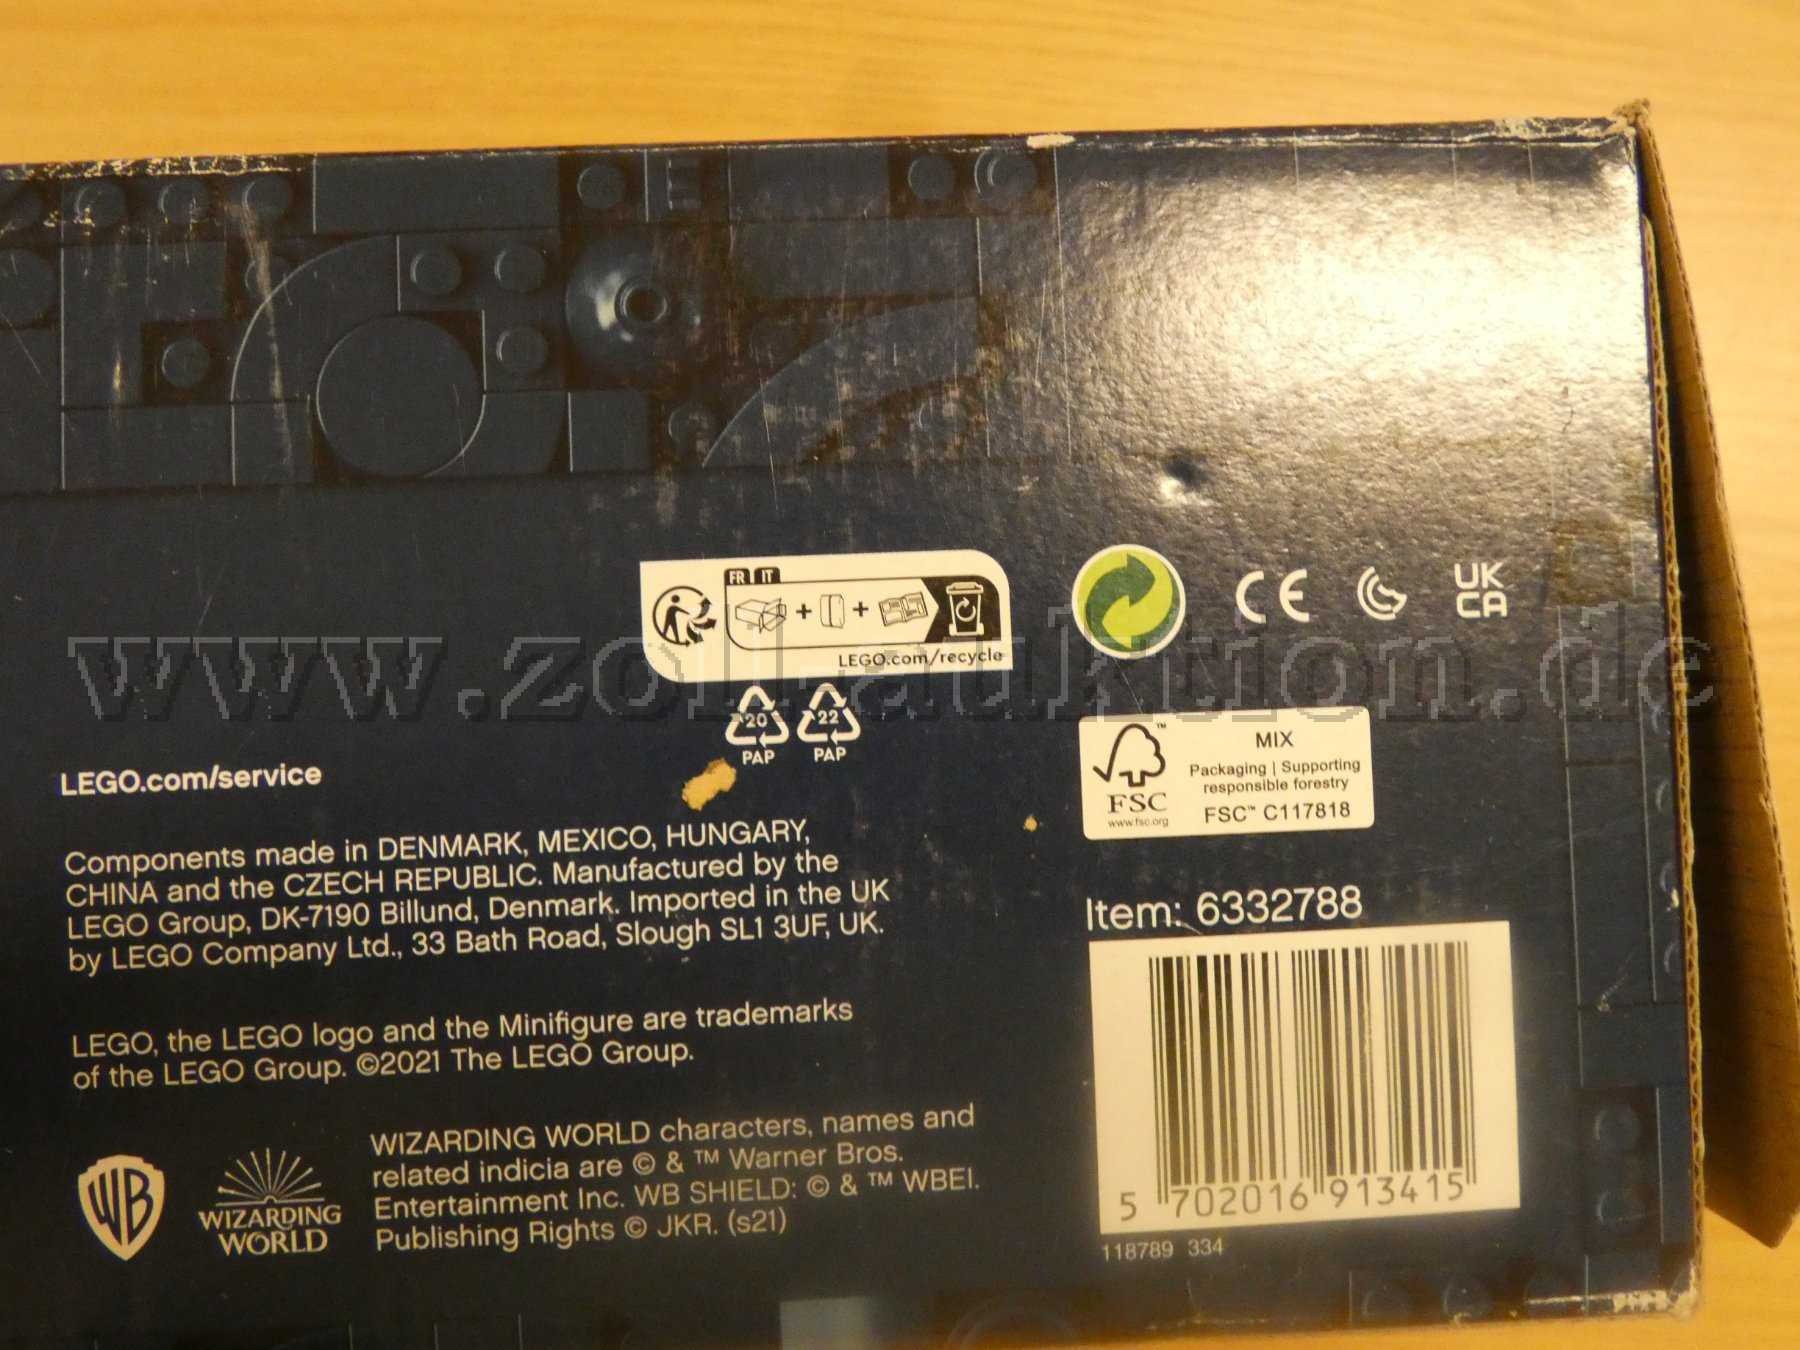 FR IT
+ +
LEGO.com/recycle
CE
UK
CA
www.zoll-auktion.de
20
PAP
22
PAP
LEGO.com/service
FSC
www.fsc.org
MIX
Packaging | Supporting
responsible forestry
FSC™ C117818
Components made in DENMARK, MEXICO, HUNGARY,
CHINA and the CZECH REPUBLIC. Manufactured by the
LEGO Group, DK-7190 Billund, Denmark. Imported in the UK
by LEGO Company Ltd., 33 Bath Road, Slough SL1 3UF, UK.
Item: 6332788
LEGO, the LEGO logo and the Minifigure are trademarks
of the LEGO Group. ©2021 The LEGO Group.
WB
WIZARDING
WORLD
WIZARDING WORLD characters, names and
related indicia are © & ™ Warner Bros.
Entertainment Inc. WB SHIELD: © & ™ WBEI.
Publishing Rights © JKR. (s21)
5 702016 913415
118789 334